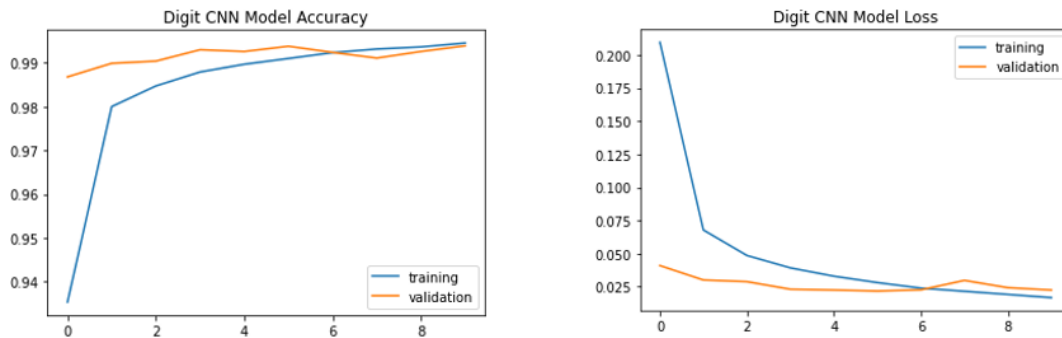 Digit CNN Model Accuracy
0.99
0.98
0.97
0.96
0.95
0.94
training
validation
0 2 4 6 8
Digit CNN Model Loss
0.200
0.175
0.150
0.125
0.100
0.075
0.050
0.025
training
validation
0 2 4 6 8